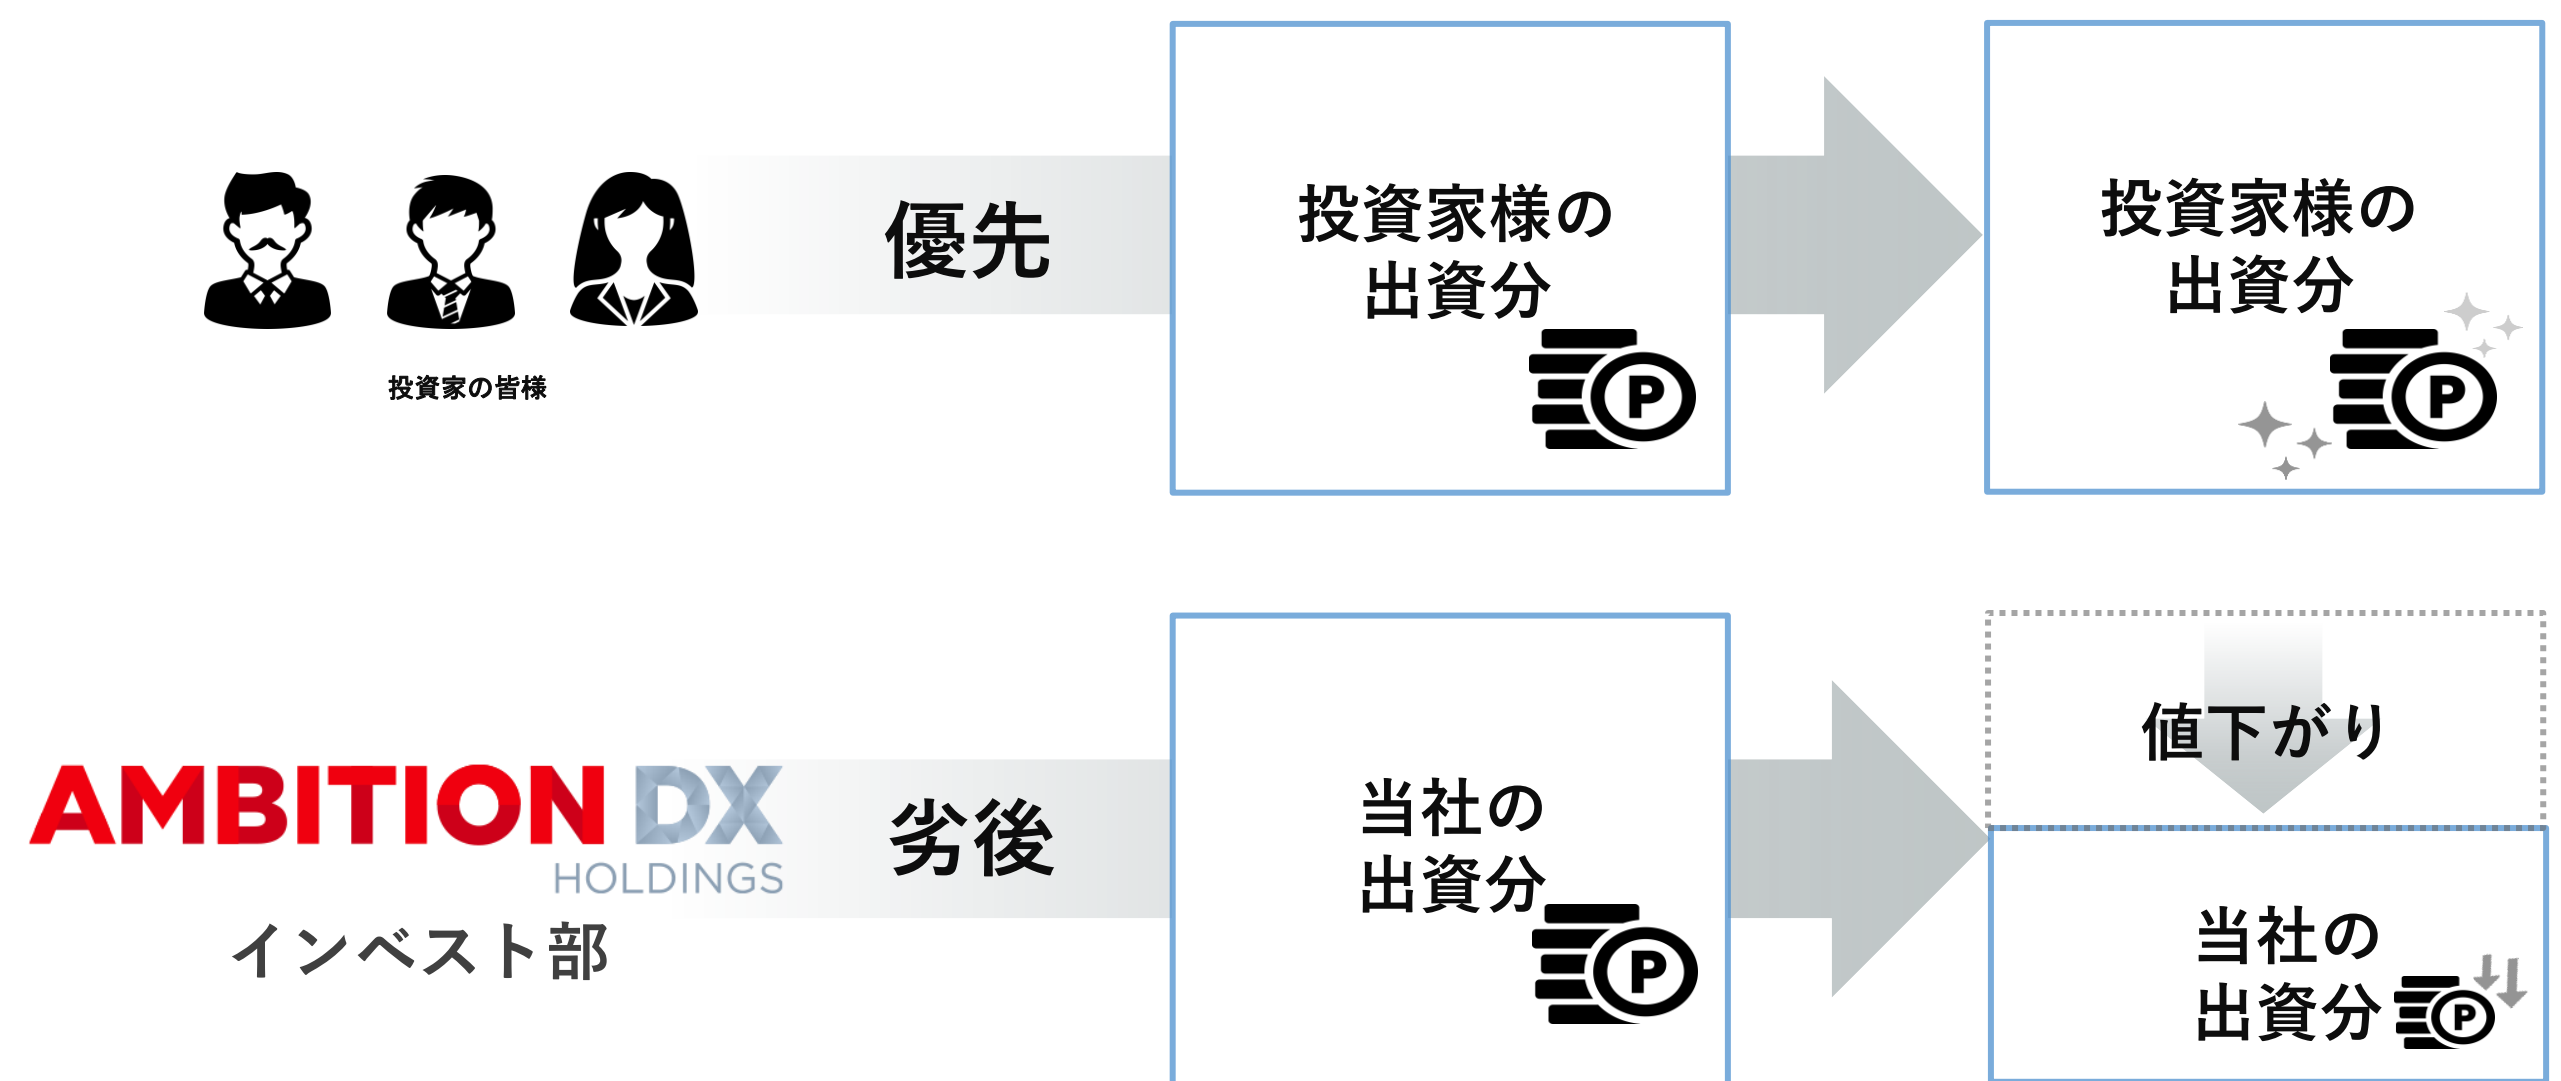 優先
投資家様の
出資分
P
投資家様の
出資分
P
投資家の皆様
AMBITION DX
HOLDINGS
インベスト部
劣後
当社の
出資分
P
値下がり
当社の
出資分
P